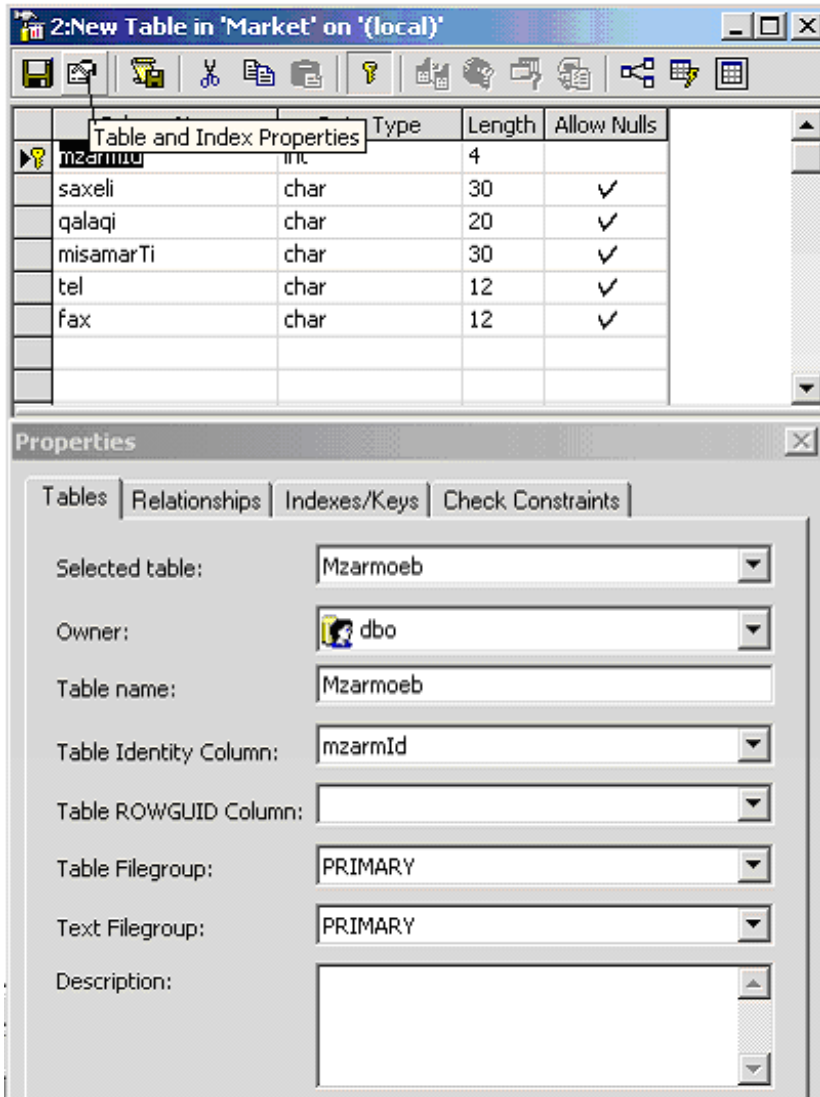 2:New Table in 'Market' on '(local)'
Type Length Allow Nulls
Table and Index Properties
mzarmId int 4
saxeli char 30
qalaqi char 20
misamarTi char 30
tel char 12
fax char 12
Properties
Tables Relationships Indexes/Keys Check Constraints
Selected table: Mzarmoeb
Owner: dbo
Table name: Mzarmoeb
Table Identity Column: mzarmId
Table ROWGUID Column:
Table Filegroup: PRIMARY
Text Filegroup: PRIMARY
Description: